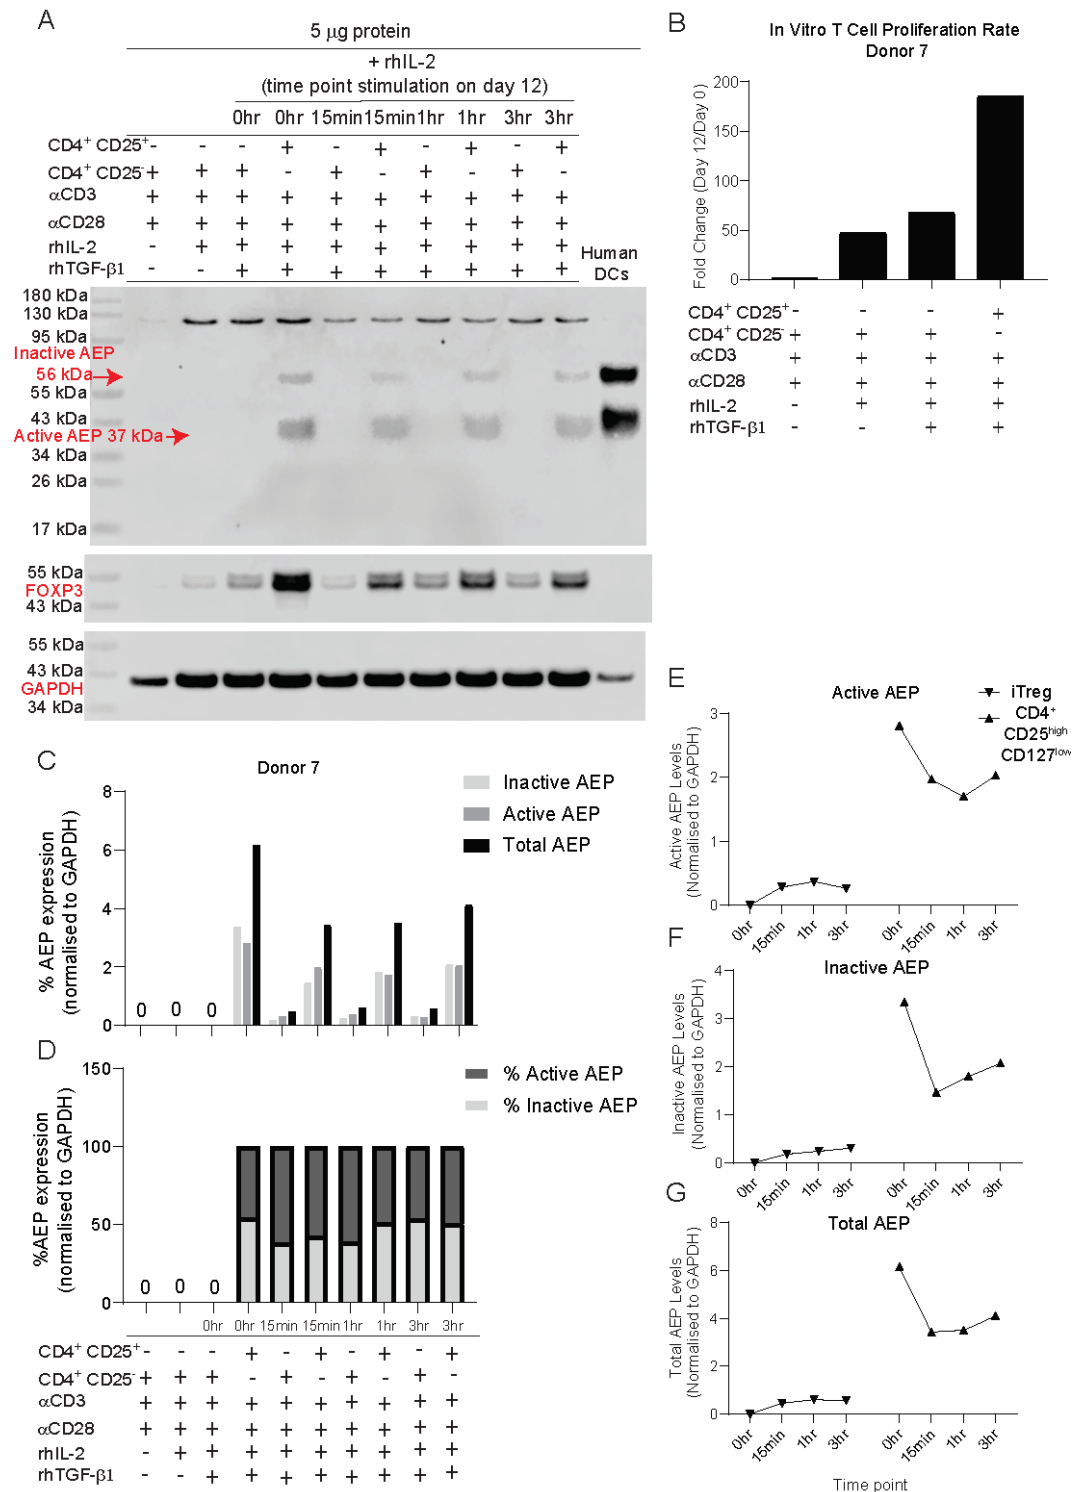 A
5 µg protein
+ rhIL-2
(time point stimulation on day 12)
0hr 0hr 15min 15min 1hr 1hr 3hr 3hr
CD4+ CD25+ - - - + - + - + - +
CD4+ CD25- + + + - + - + - + -
αCD3 + + + + + + + + + +
αCD28 + + + + + + + + + +
rhIL-2 - + + + + + + + + +
rhTGF-β1 - - + + + + + + + +
Human
DCs
180 kDa
130 kDa
95 kDa
Inactive AEP
56 kDa
55 kDa
43 kDa
Active AEP 37 kDa
34 kDa
26 kDa
17 kDa
55 kDa
FOXP3
43 kDa
55 kDa
43 kDa
GAPDH
34 kDa
B
In Vitro T Cell Proliferation Rate
Donor 7
Fold Change (Day 12/Day 0)
200
150
100
50
0
CD4+ CD25+ - - - +
CD4+ CD25- + + + -
αCD3 + + + +
αCD28 + + + +
rhIL-2 - + + +
rhTGF-β1 - - + +
C
Donor 7
Inactive AEP
Active AEP
Total AEP
% AEP expression
(normalised to GAPDH)
8
6
4
2
0
0 0 0
D
% Active AEP
% Inactive AEP
%AEP expression
(normalised to GAPDH)
150
100
50
0
0 0 0
0hr 0hr 15min 15min 1hr 1hr 3hr 3hr
CD4+ CD25+ - - - + - + - + - +
CD4+ CD25- + + + - + - + - + -
αCD3 + + + + + + + + + +
αCD28 + + + + + + + + + +
rhIL-2 - + + + + + + + + +
rhTGF-β1 - - + + + + + + + +
E
Active AEP
iTreg
CD4+
CD25high
CD127low
Active AEP Levels
(Normalised to GAPDH)
3
2
1
0
0hr 15min 1hr 3hr 0hr 15min 1hr 3hr
F
Inactive AEP
Inactive AEP Levels
(Normalised to GAPDH)
4
3
2
1
0
0hr 15min 1hr 3hr 0hr 15min 1hr 3hr
G
Total AEP
Total AEP Levels
(Normalised to GAPDH)
8
6
4
2
0
0hr 15min 1hr 3hr 0hr 15min 1hr 3hr
Time point